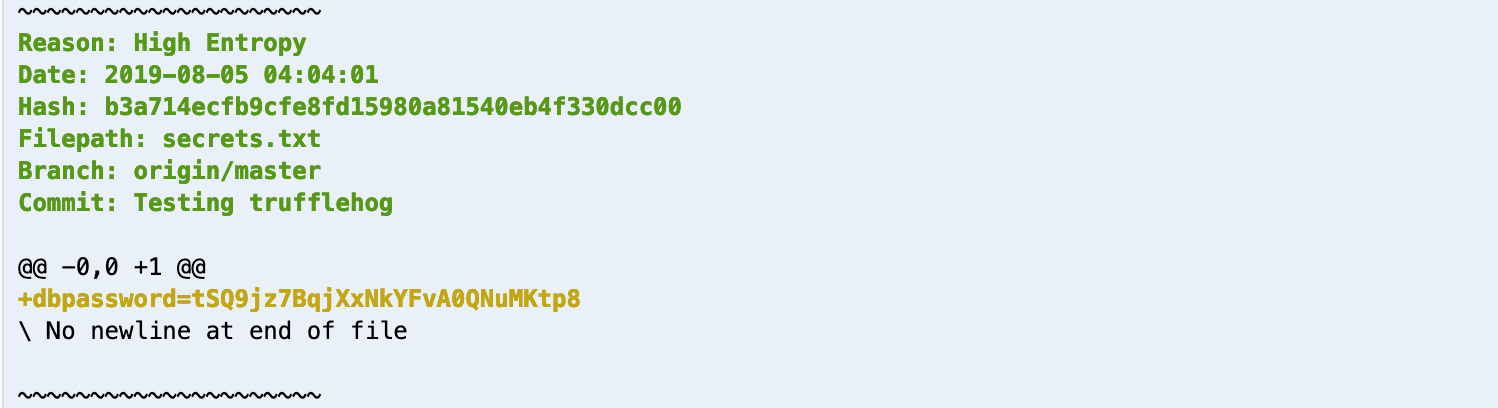 ~~~~~~~~~~~~~~~~~~~~~
Reason: High Entropy
Date: 2019-08-05 04:04:01
Hash: b3a714ecfb9cfe8fd15980a81540eb4f330dcc00
Filepath: secrets.txt
Branch: origin/master
Commit: Testing trufflehog
@@ -0,0 +1 @@
+dbpassword=tSQ9jz7BqjXxNkYFvA0QNuMKtp8
\ No newline at end of file
~~~~~~~~~~~~~~~~~~~~~